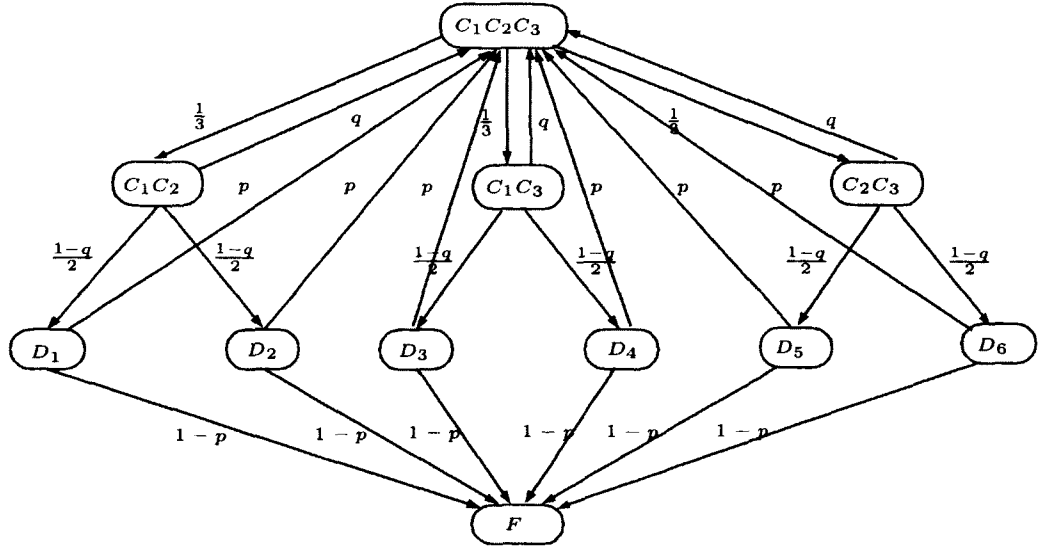 C₁C₂C₃
1/3
q
1/3
q
q
C₁C₂
p
p
p
C₁C₃
p
p
p
C₂C₃
1−q/2
1−q/2
1−q/2
1−q/2
1−q/2
1−q/2
D₁
D₂
D₃
D₄
D₅
D₆
1 − p
1 − p
1 − p
1 − p
1 − p
1 − p
F